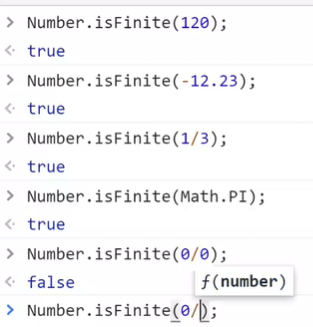 > Number.isFinite(120);
< true
> Number.isFinite(-12.23);
< true
> Number.isFinite(1/3);
< true
> Number.isFinite(Math.PI);
< true
> Number.isFinite(0/0);
< false
ƒ(number)
> Number.isFinite(0/);